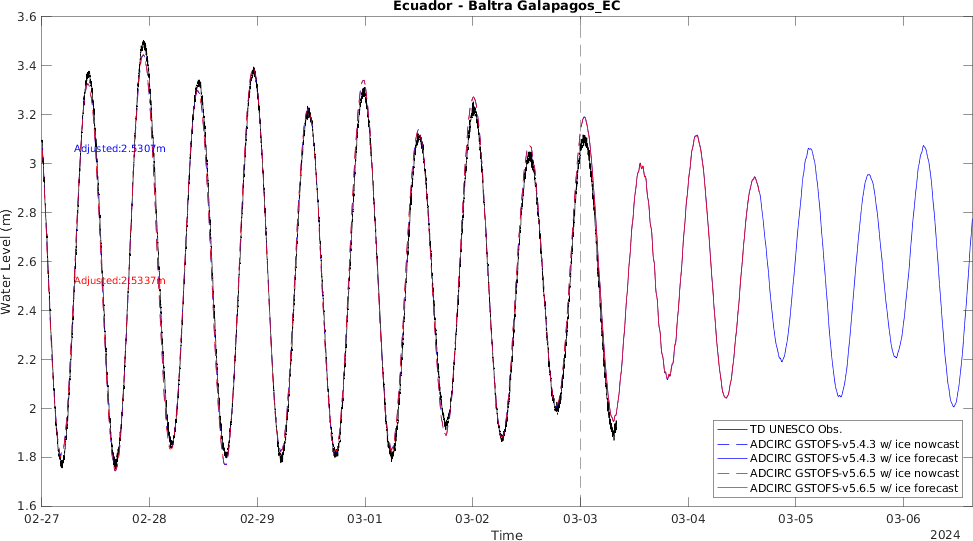 Ecuador - Baltra Galapagos_EC
3.6
3.4
3.2
3
2.8
2.6
2.4
2.2
2
1.8
1.6
Water Level (m)
Adjusted:2.5307m
Adjusted:2.5337m
TD UNESCO Obs.
ADCIRC GSTOFS-v5.4.3 w/ ice nowcast
ADCIRC GSTOFS-v5.4.3 w/ ice forecast
ADCIRC GSTOFS-v5.6.5 w/ ice nowcast
ADCIRC GSTOFS-v5.6.5 w/ ice forecast
02-27 02-28 02-29 03-01 03-02 03-03 03-04 03-05 03-06
Time
2024